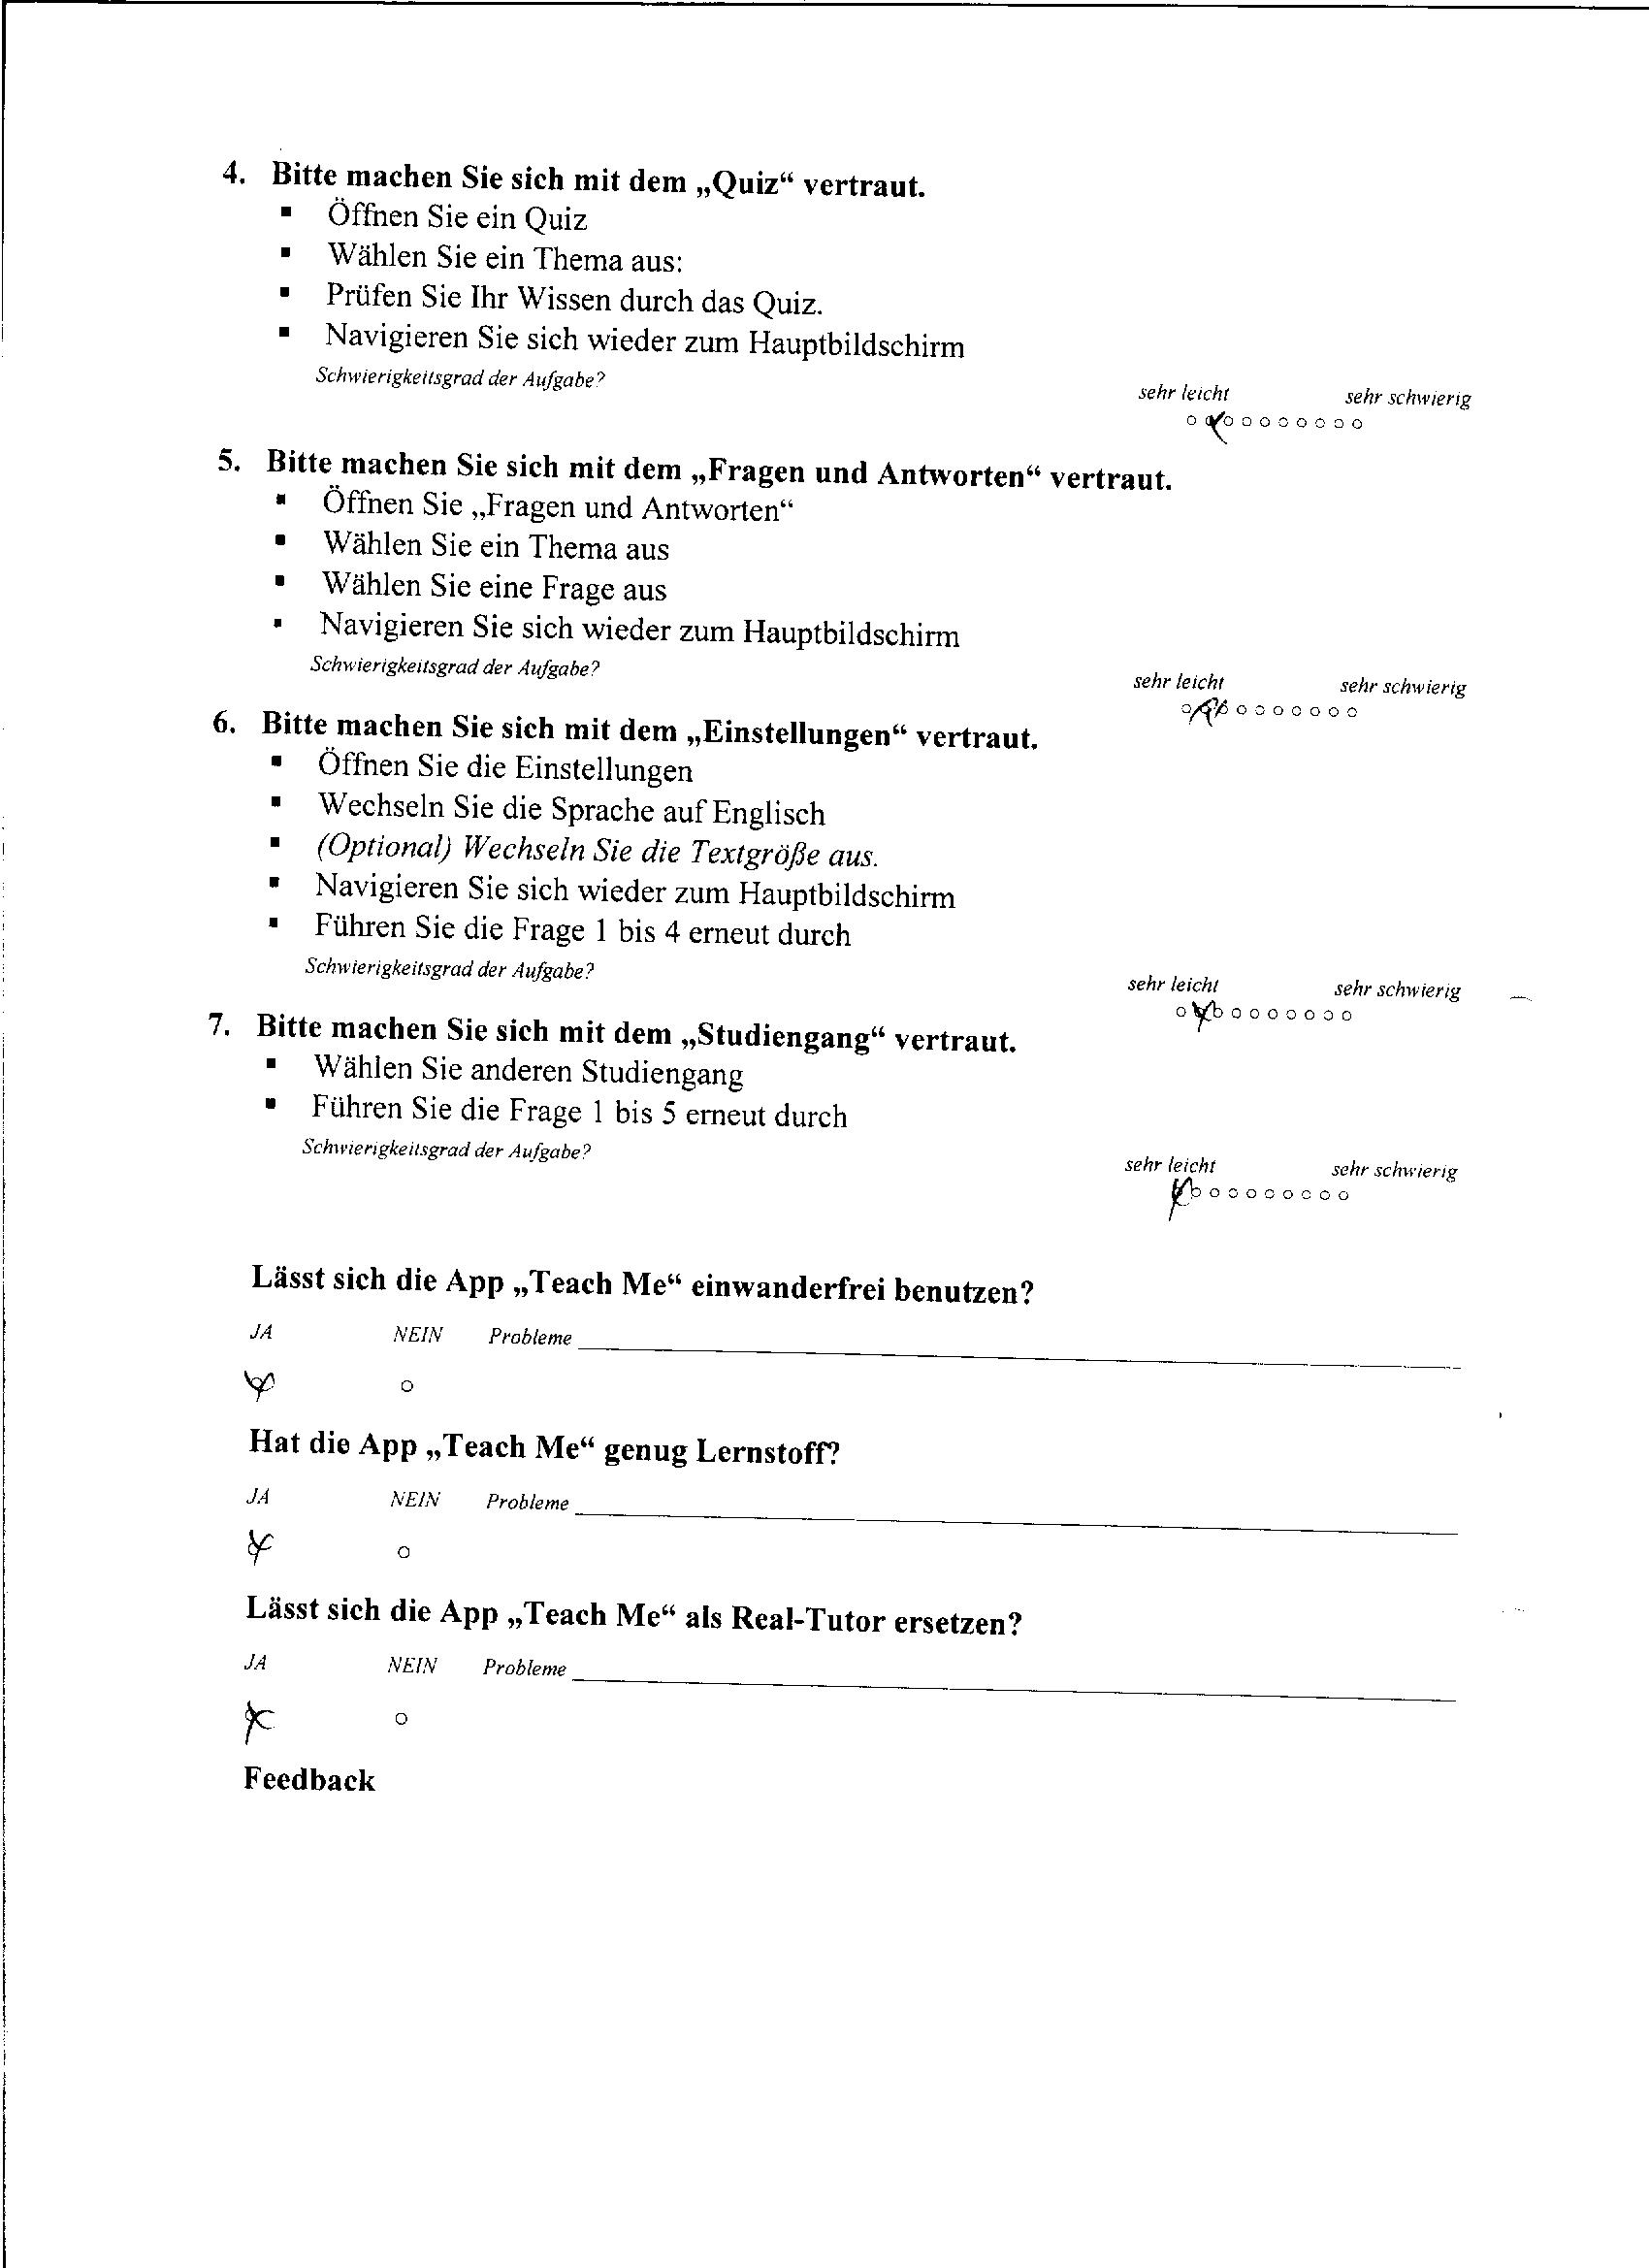 4. Bitte machen Sie sich mit dem „Quiz“ vertraut.
▪ Öffnen Sie ein Quiz
▪ Wählen Sie ein Thema aus:
▪ Prüfen Sie Ihr Wissen durch das Quiz.
▪ Navigieren Sie sich wieder zum Hauptbildschirm
Schwierigkeitsgrad der Aufgabe?
sehr leicht sehr schwierig
5. Bitte machen Sie sich mit dem „Fragen und Antworten“ vertraut.
▪ Öffnen Sie „Fragen und Antworten“
▪ Wählen Sie ein Thema aus
▪ Wählen Sie eine Frage aus
▪ Navigieren Sie sich wieder zum Hauptbildschirm
Schwierigkeitsgrad der Aufgabe?
sehr leicht sehr schwierig
6. Bitte machen Sie sich mit dem „Einstellungen“ vertraut.
▪ Öffnen Sie die Einstellungen
▪ Wechseln Sie die Sprache auf Englisch
▪ (Optional) Wechseln Sie die Textgröße aus.
▪ Navigieren Sie sich wieder zum Hauptbildschirm
▪ Führen Sie die Frage 1 bis 4 erneut durch
Schwierigkeitsgrad der Aufgabe?
sehr leicht sehr schwierig
7. Bitte machen Sie sich mit dem „Studiengang“ vertraut.
▪ Wählen Sie anderen Studiengang
▪ Führen Sie die Frage 1 bis 5 erneut durch
Schwierigkeitsgrad der Aufgabe?
sehr leicht sehr schwierig
Lässt sich die App „Teach Me“ einwanderfrei benutzen?
JA NEIN Probleme
Hat die App „Teach Me“ genug Lernstoff?
JA NEIN Probleme
Lässt sich die App „Teach Me“ als Real-Tutor ersetzen?
JA NEIN Probleme
Feedback